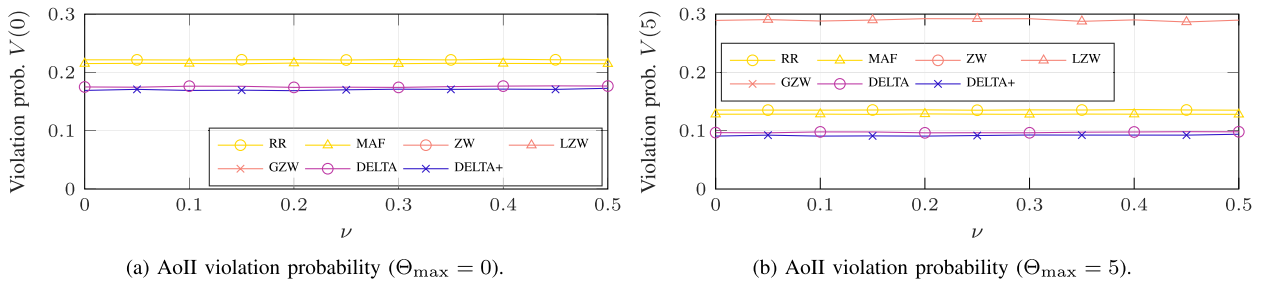 Violation prob. V(0)
0.3
0.2
0.1
0
RR MAF ZW LZW
GZW DELTA DELTA+
0 0.1 0.2 0.3 0.4 0.5
ν
(a) AoII violation probability (Θmax = 0).
Violation prob. V(5)
0.3
0.2
0.1
0
RR MAF ZW LZW
GZW DELTA DELTA+
0 0.1 0.2 0.3 0.4 0.5
ν
(b) AoII violation probability (Θmax = 5).